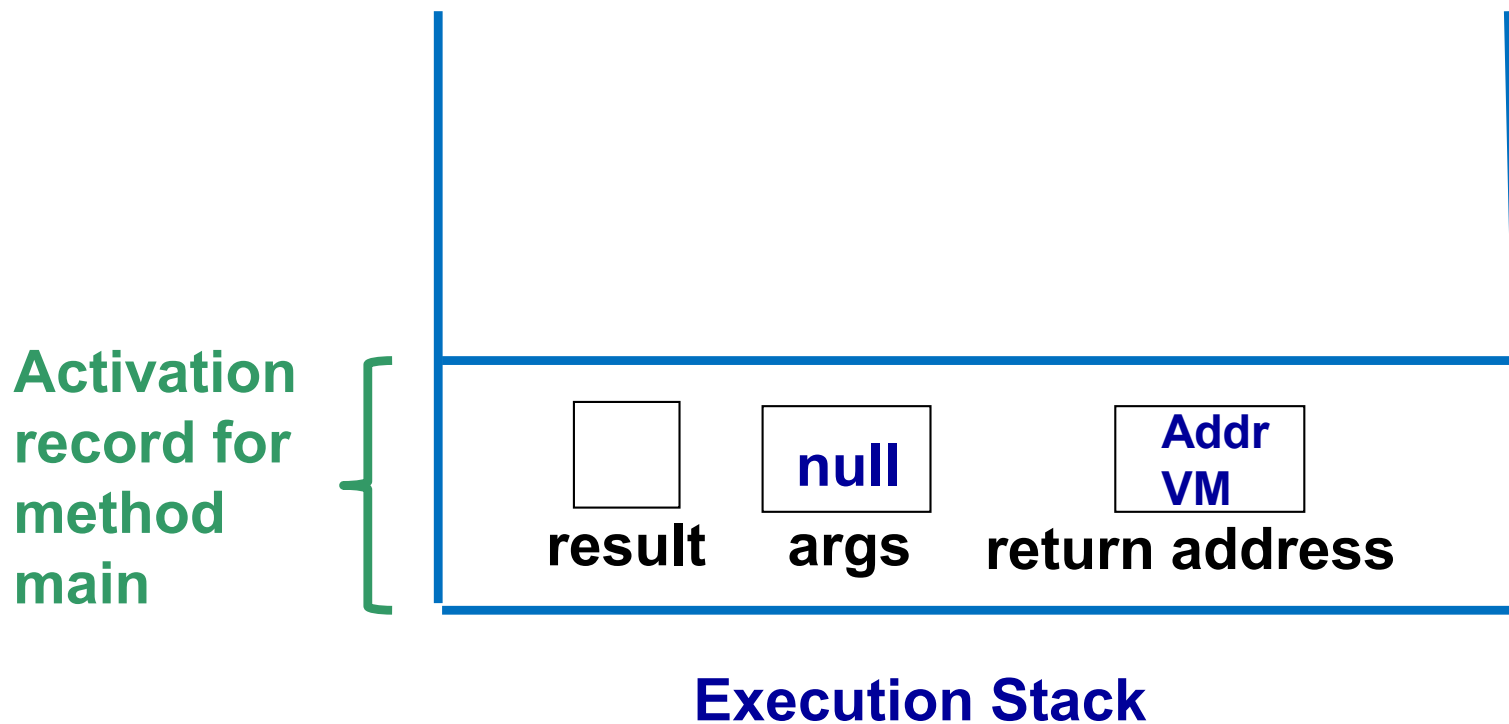 Activation
record for
method
main
null
Addr
VM
result args return address
Execution Stack